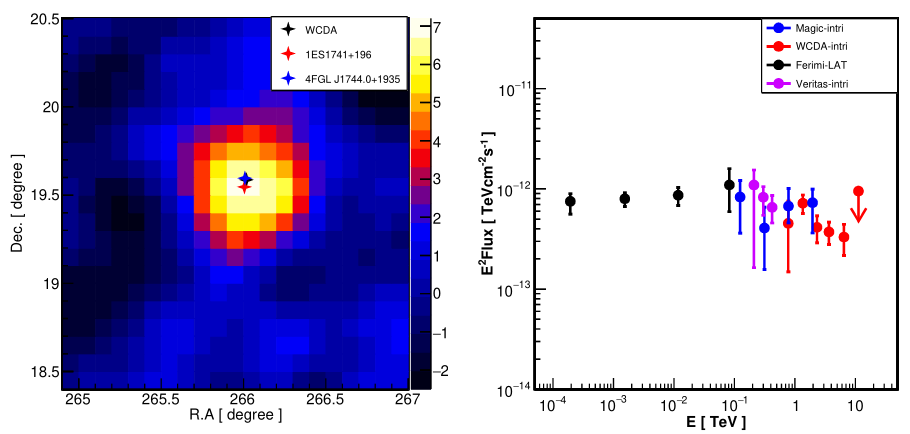 20.5
20
19.5
19
18.5
265
265.5
266
266.5
267
R.A [ degree ]
Dec. [ degree ]
WCDA
1ES1741+196
4FGL J1744.0+1935
7
6
5
4
3
2
1
0
−1
−2
10⁻¹¹
10⁻¹²
10⁻¹³
10⁻¹⁴
E²Flux [ TeVcm⁻²s⁻¹ ]
10⁻⁴
10⁻³
10⁻²
10⁻¹
1
10
E [ TeV ]
Magic-intri
WCDA-intri
Ferimi-LAT
Veritas-intri